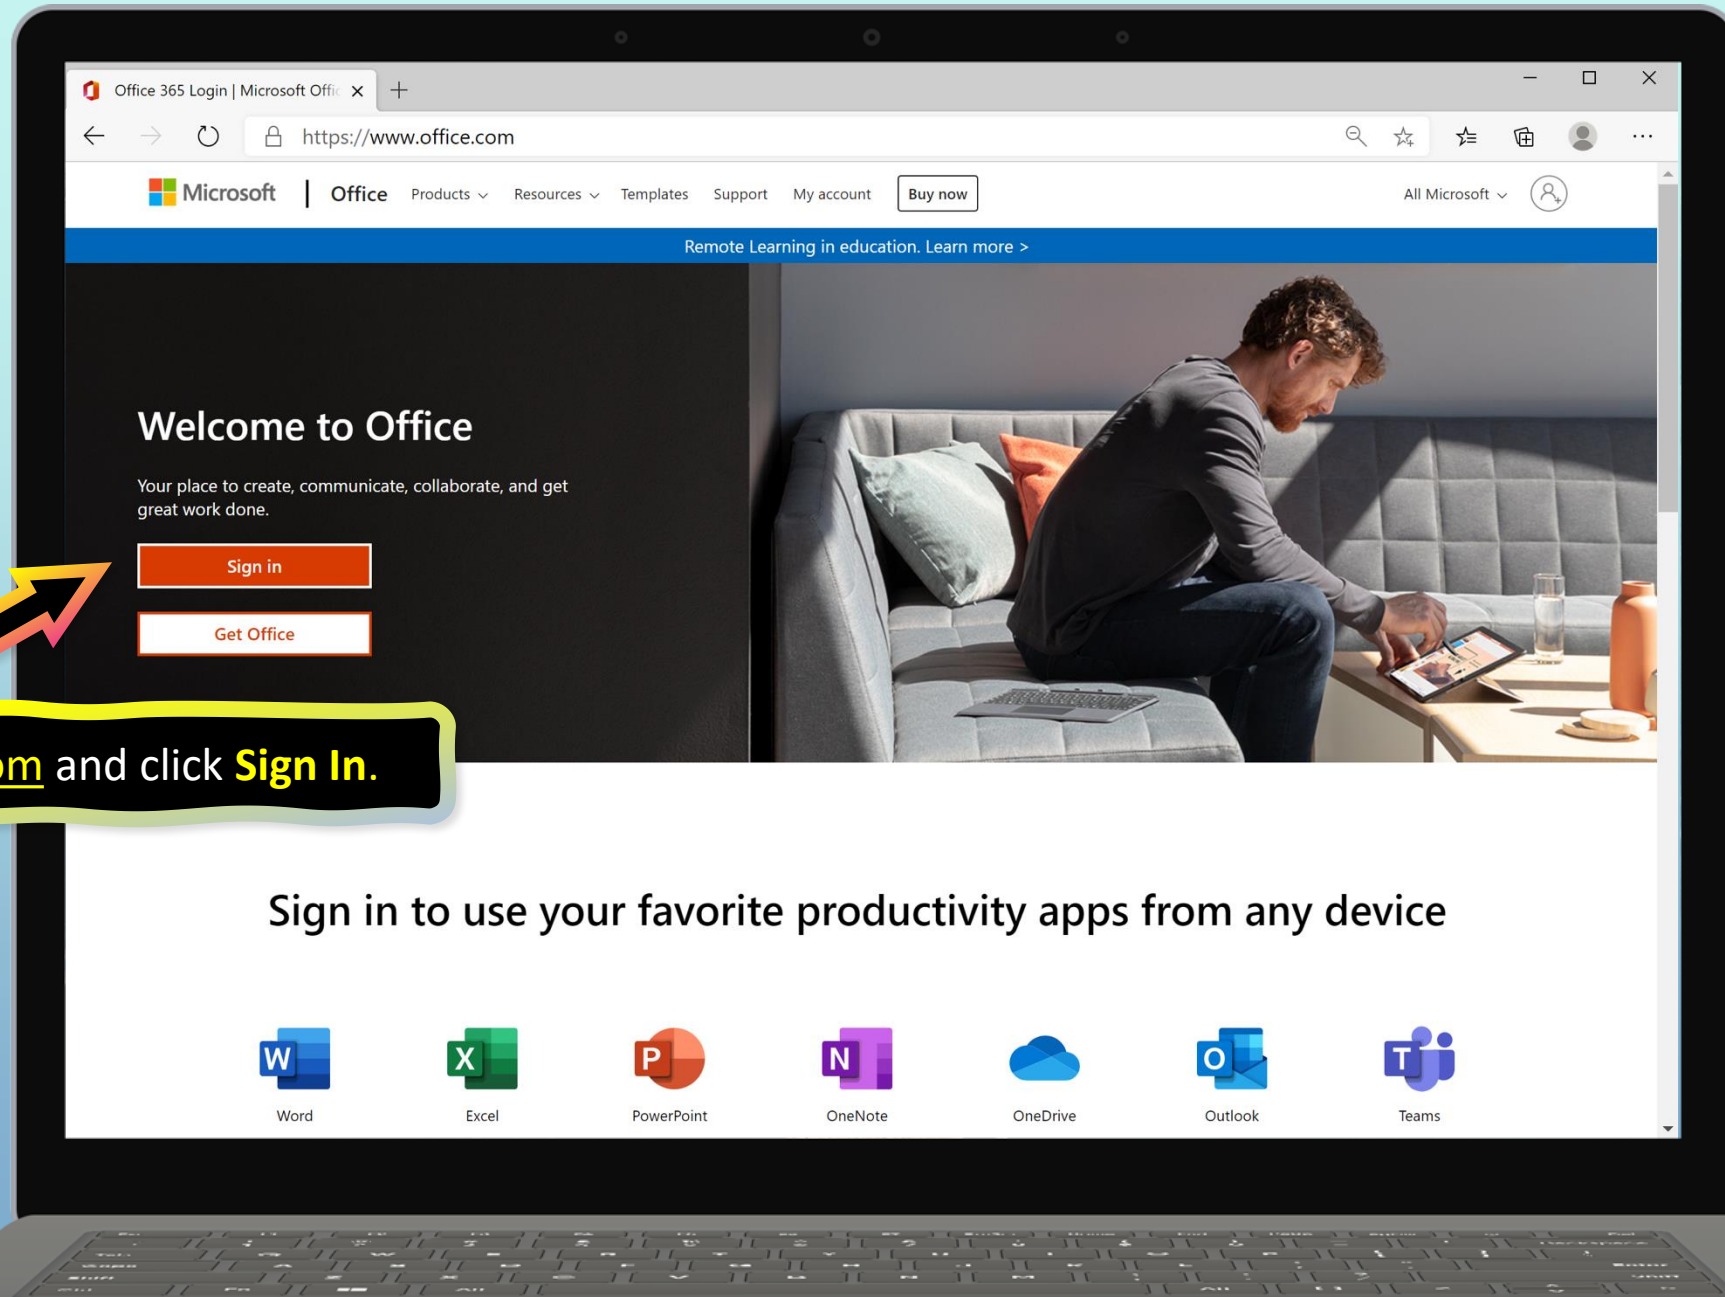 Office 365 Login | Microsoft Offic
https://www.office.com
Microsoft | Office Products Resources Templates Support My account Buy now All Microsoft
Remote Learning in education. Learn more >
Welcome to Office
Your place to create, communicate, collaborate, and get
great work done.
Sign in
Get Office
om and click Sign In.
Sign in to use your favorite productivity apps from any device
W X P N O T
Word Excel PowerPoint OneNote OneDrive Outlook Teams